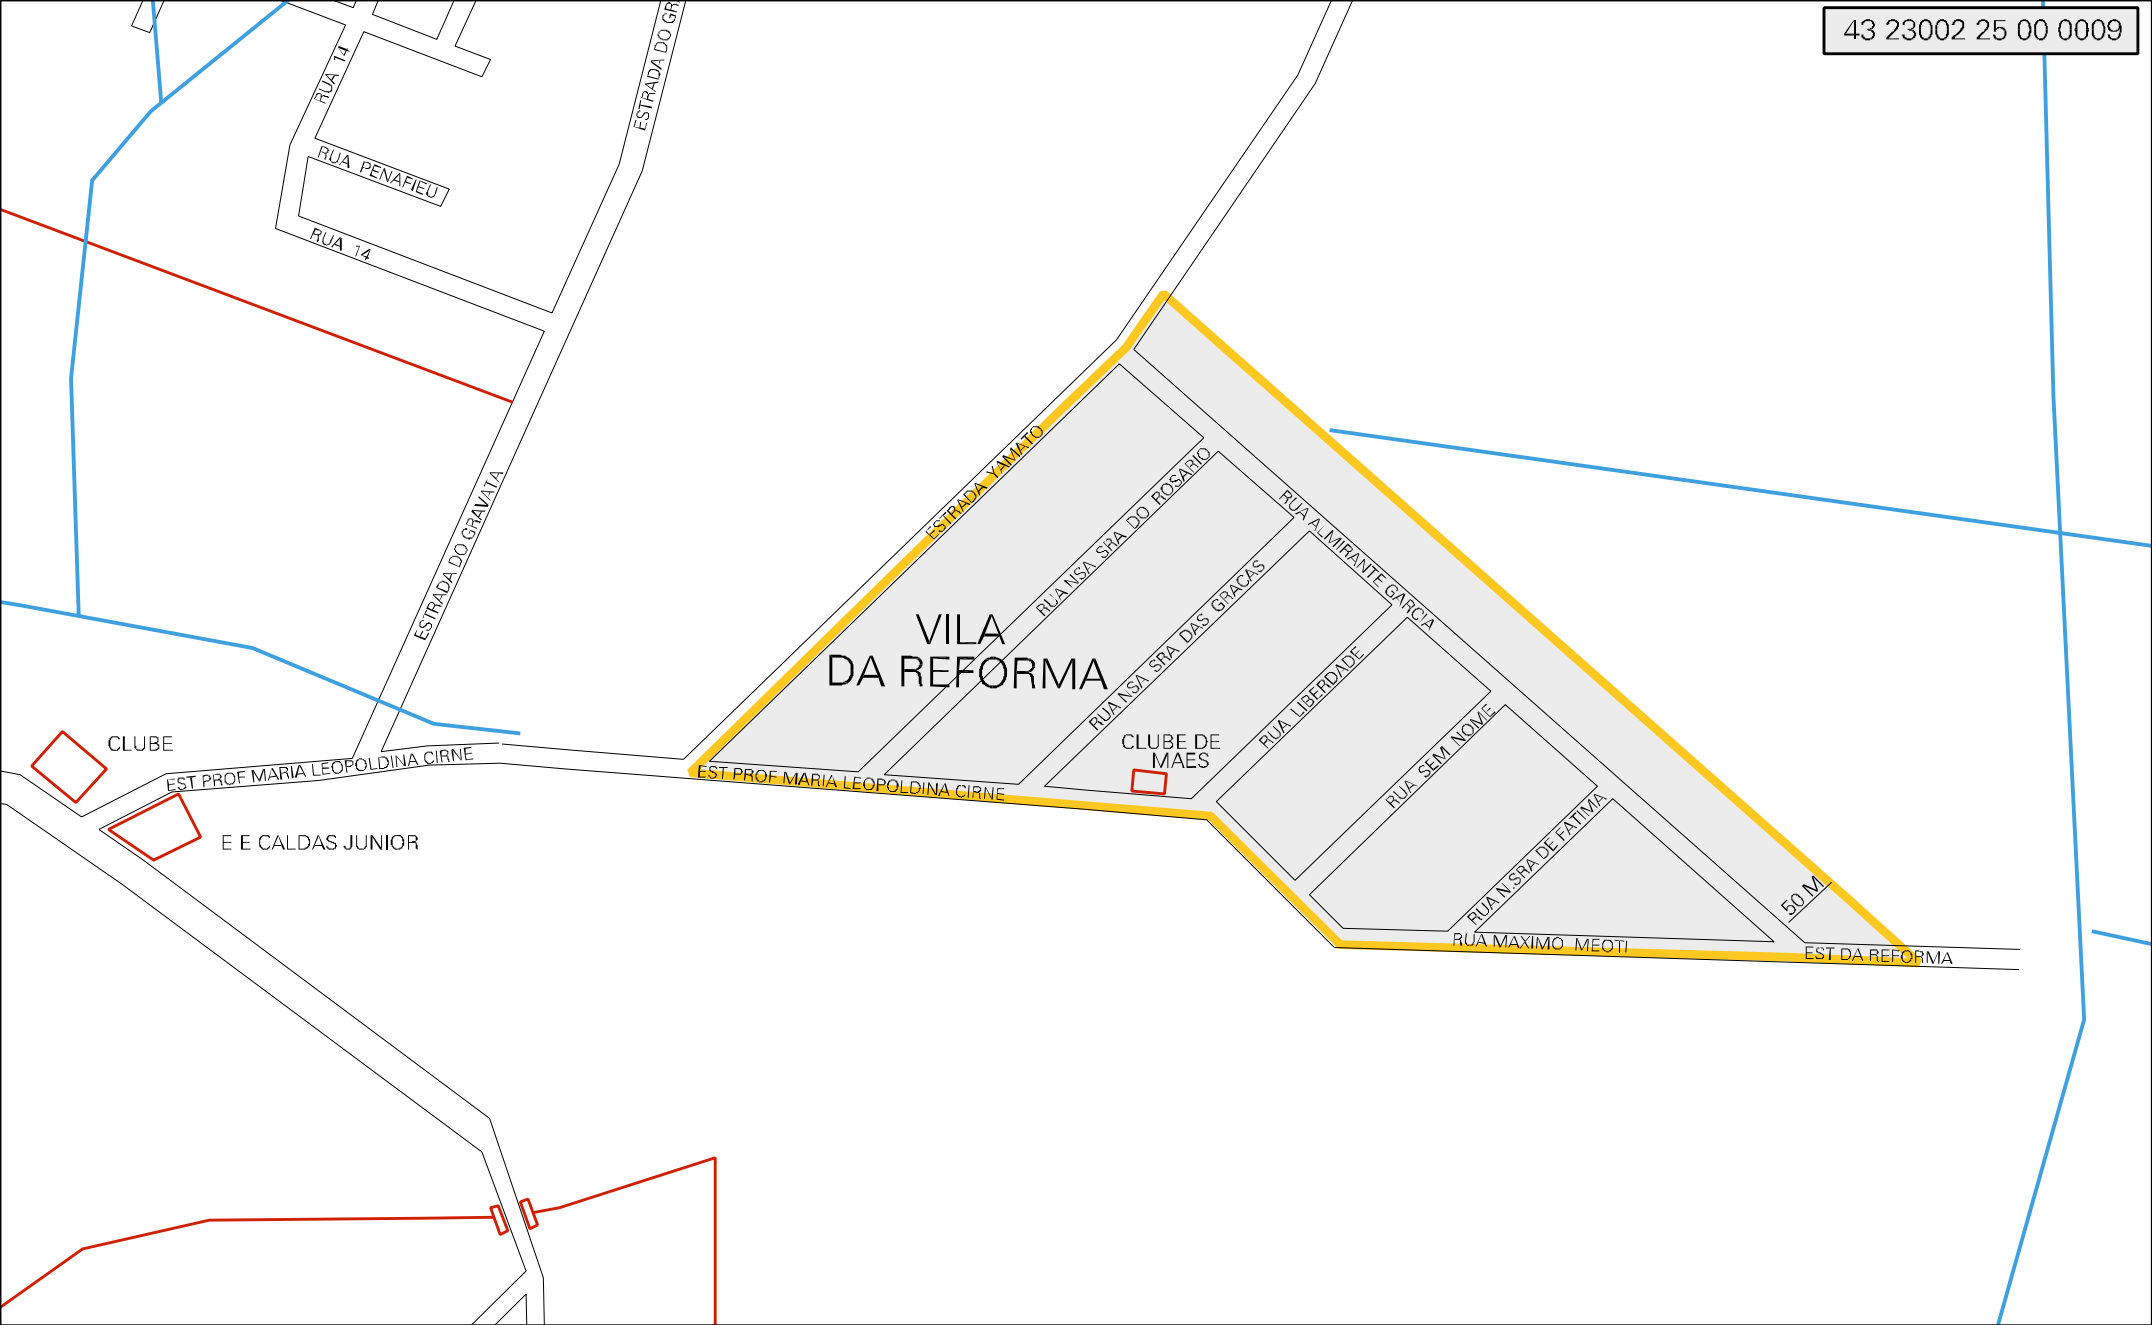 43 23002 25 00 0009
RUA 14
ESTRADA DO GR
RUA PENAFIEU
RUA 14
ESTRADA DO GRAVATA
ESTRADA YAMATO
RUA NSA SRA DO ROSARIO
RUA ALMIRANTE GARCIA
RUA NSA SRA DAS GRACAS
VILA
DA REFORMA
RUA LIBERDADE
RUA SEM NOME
CLUBE DE
MAES
CLUBE
EST PROF MARIA LEOPOLDINA CIRNE
EST PROF MARIA LEOPOLDINA CIRNE
E E CALDAS JUNIOR
RUA N.SRA DE FATIMA
50 M
RUA MAXIMO MEOTI
EST DA REFORMA